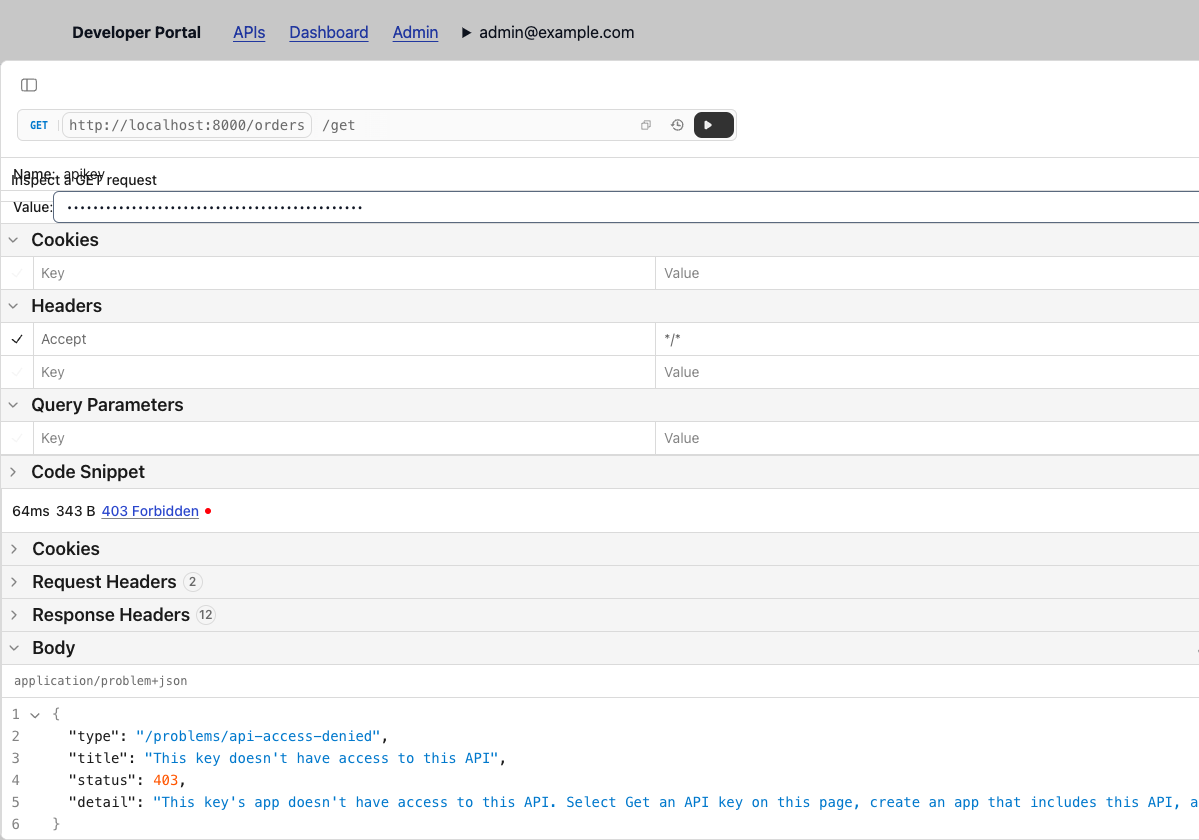 Developer Portal APIs Dashboard Admin ▶ admin@example.com
GET http://localhost:8000/orders /get
Name: apikey
Inspect a GET request
Value: ••••••••••••••••••••••••••••••••••••••••••••
Cookies
Key Value
Headers
Accept */*
Key Value
Query Parameters
Key Value
Code Snippet
64ms 343 B 403 Forbidden
Cookies
Request Headers 2
Response Headers 12
Body
application/problem+json
1 {
2 "type": "/problems/api-access-denied",
3 "title": "This key doesn't have access to this API",
4 "status": 403,
5 "detail": "This key's app doesn't have access to this API. Select Get an API key on this page, create an app that includes this API, a
6 }